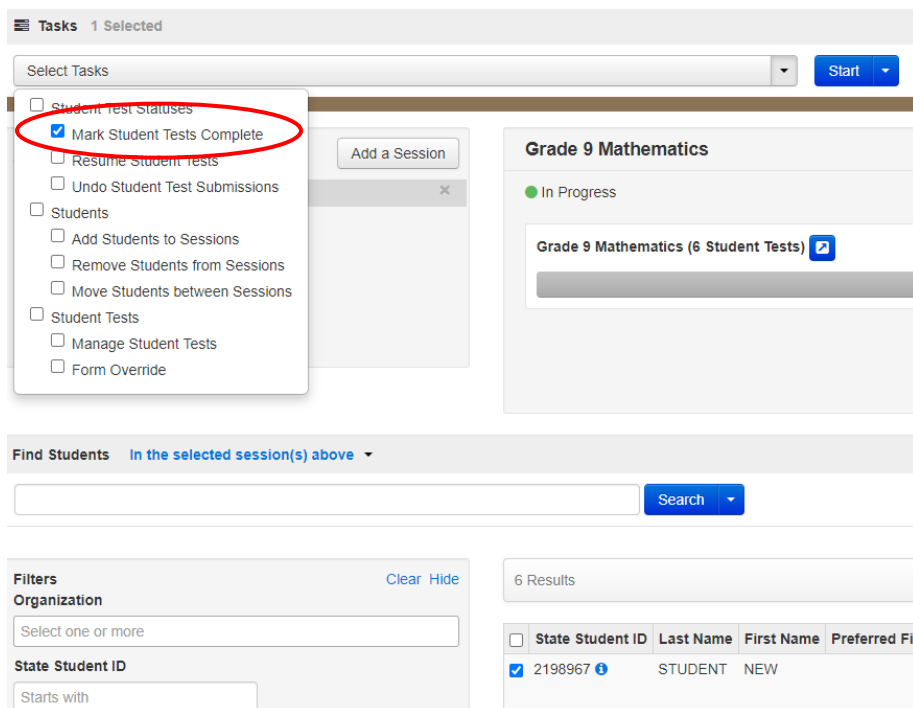 Tasks 1 Selected
Select Tasks
Start
Student Test Statuses
Mark Student Tests Complete
Resume Student Tests
Undo Student Test Submissions
Students
Add Students to Sessions
Remove Students from Sessions
Move Students between Sessions
Student Tests
Manage Student Tests
Form Override
Add a Session
Grade 9 Mathematics
In Progress
Grade 9 Mathematics (6 Student Tests)
Find Students In the selected session(s) above
Search
Filters Clear Hide
Organization
Select one or more
State Student ID
Starts with
6 Results
State Student ID Last Name First Name Preferred Fi
2198967 STUDENT NEW